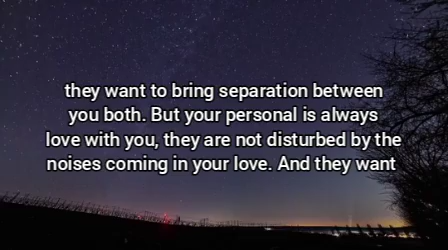 they want to bring separation between
you both. But your personal is always
love with you, they are not disturbed by the
noises coming in your love. And they want